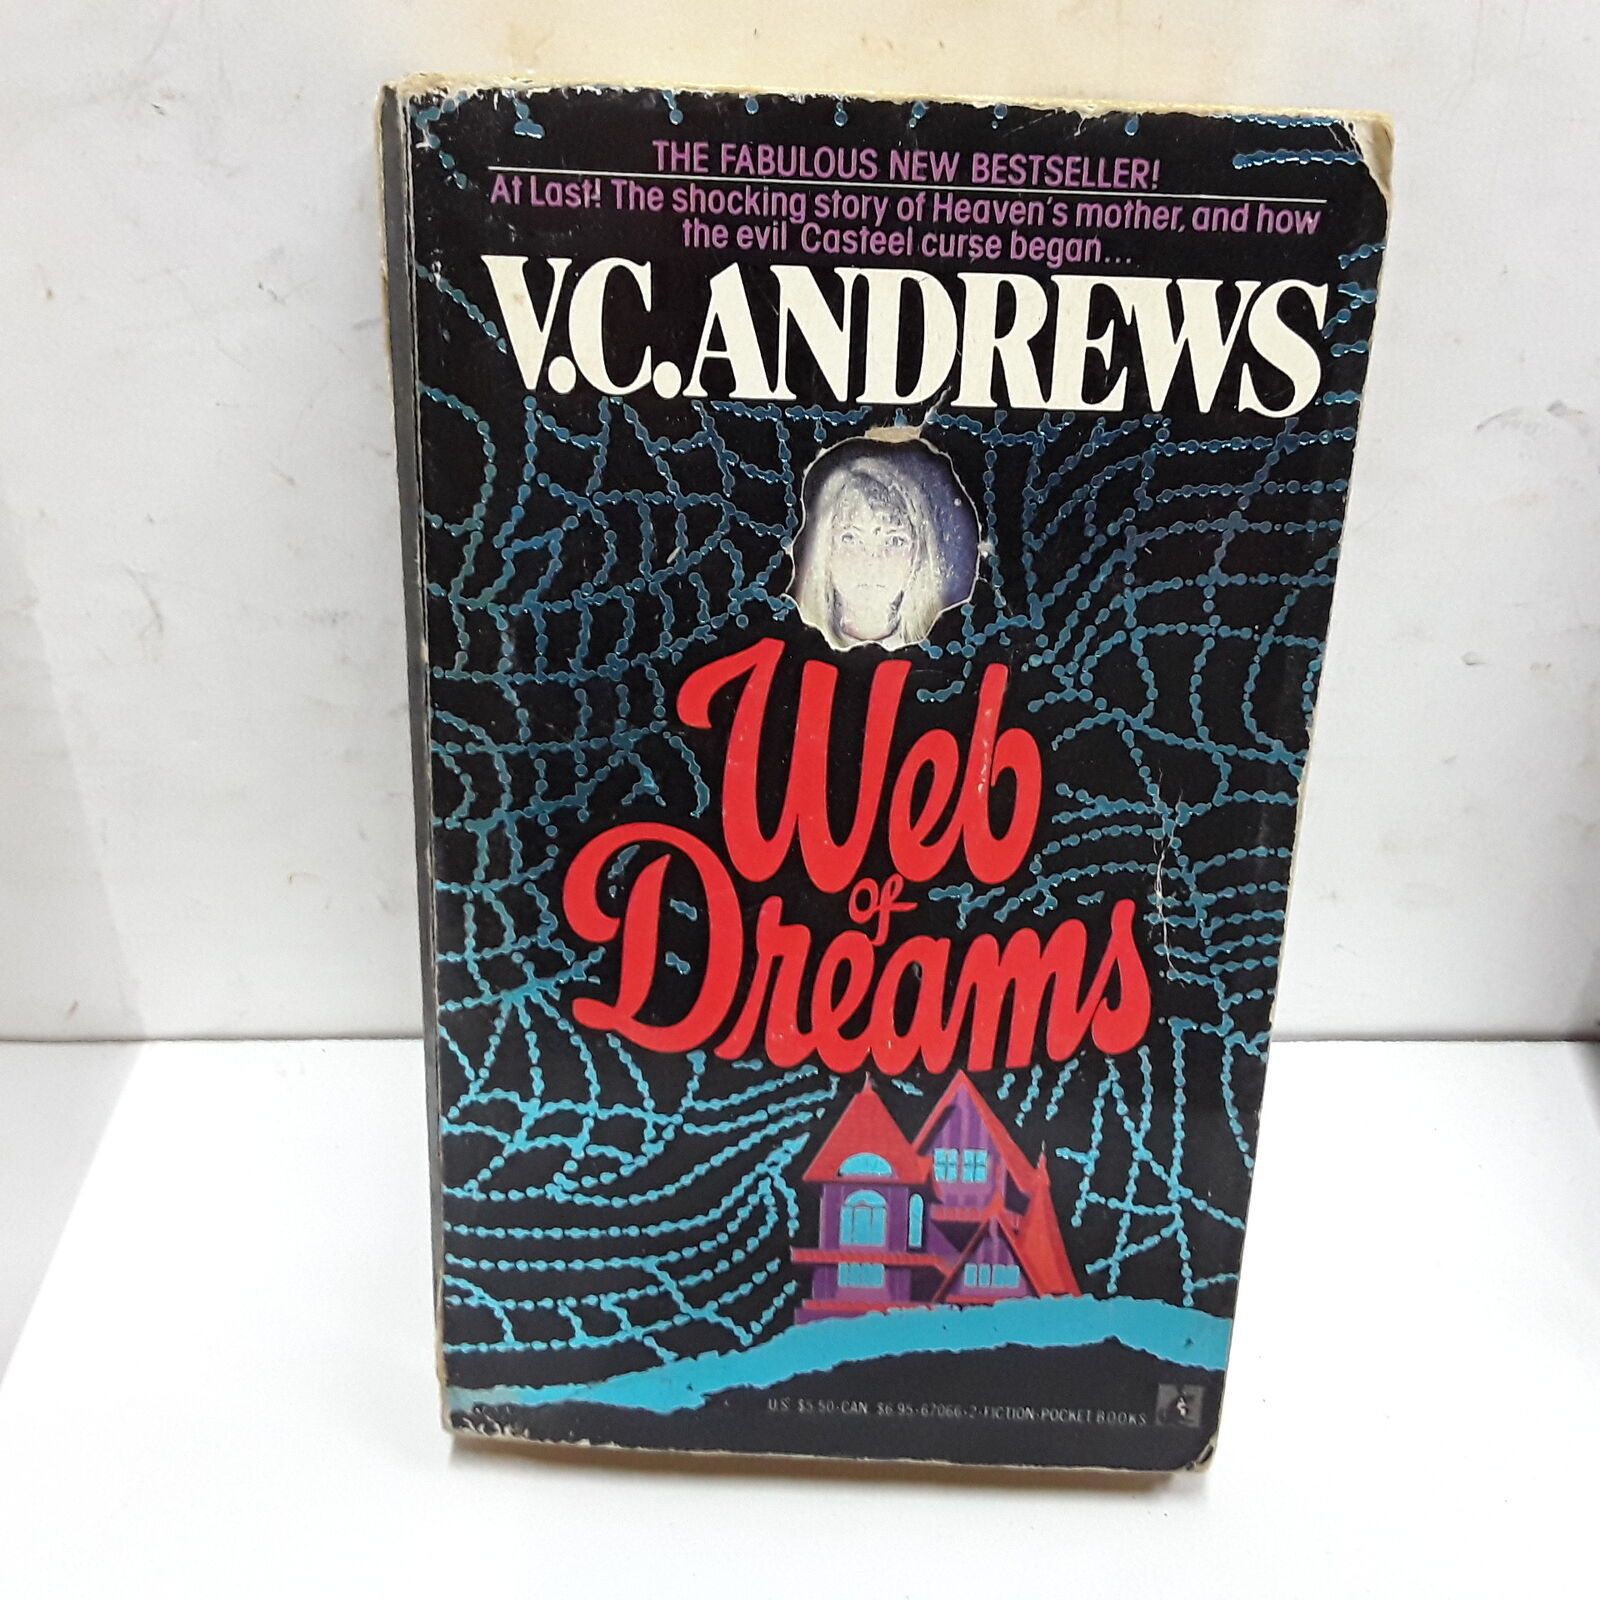 THE FABULOUS NEW BESTSELLER!
At Last! The shocking story of Heaven's mother, and how
the evil Casteel curse began...
V.C. ANDREWS
Web
of
Dreams
U.S. $5.50·CAN. $6.95·67066·2·FICTION·POCKET BOOKS